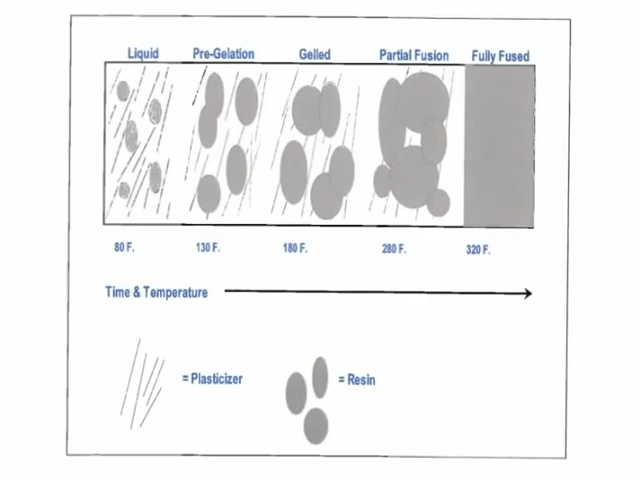 Liquid Pre-Gelation Gelled Partial Fusion Fully Fused
80 F. 130 F. 180 F. 280 F. 320 F.
Time & Temperature
= Plasticizer = Resin